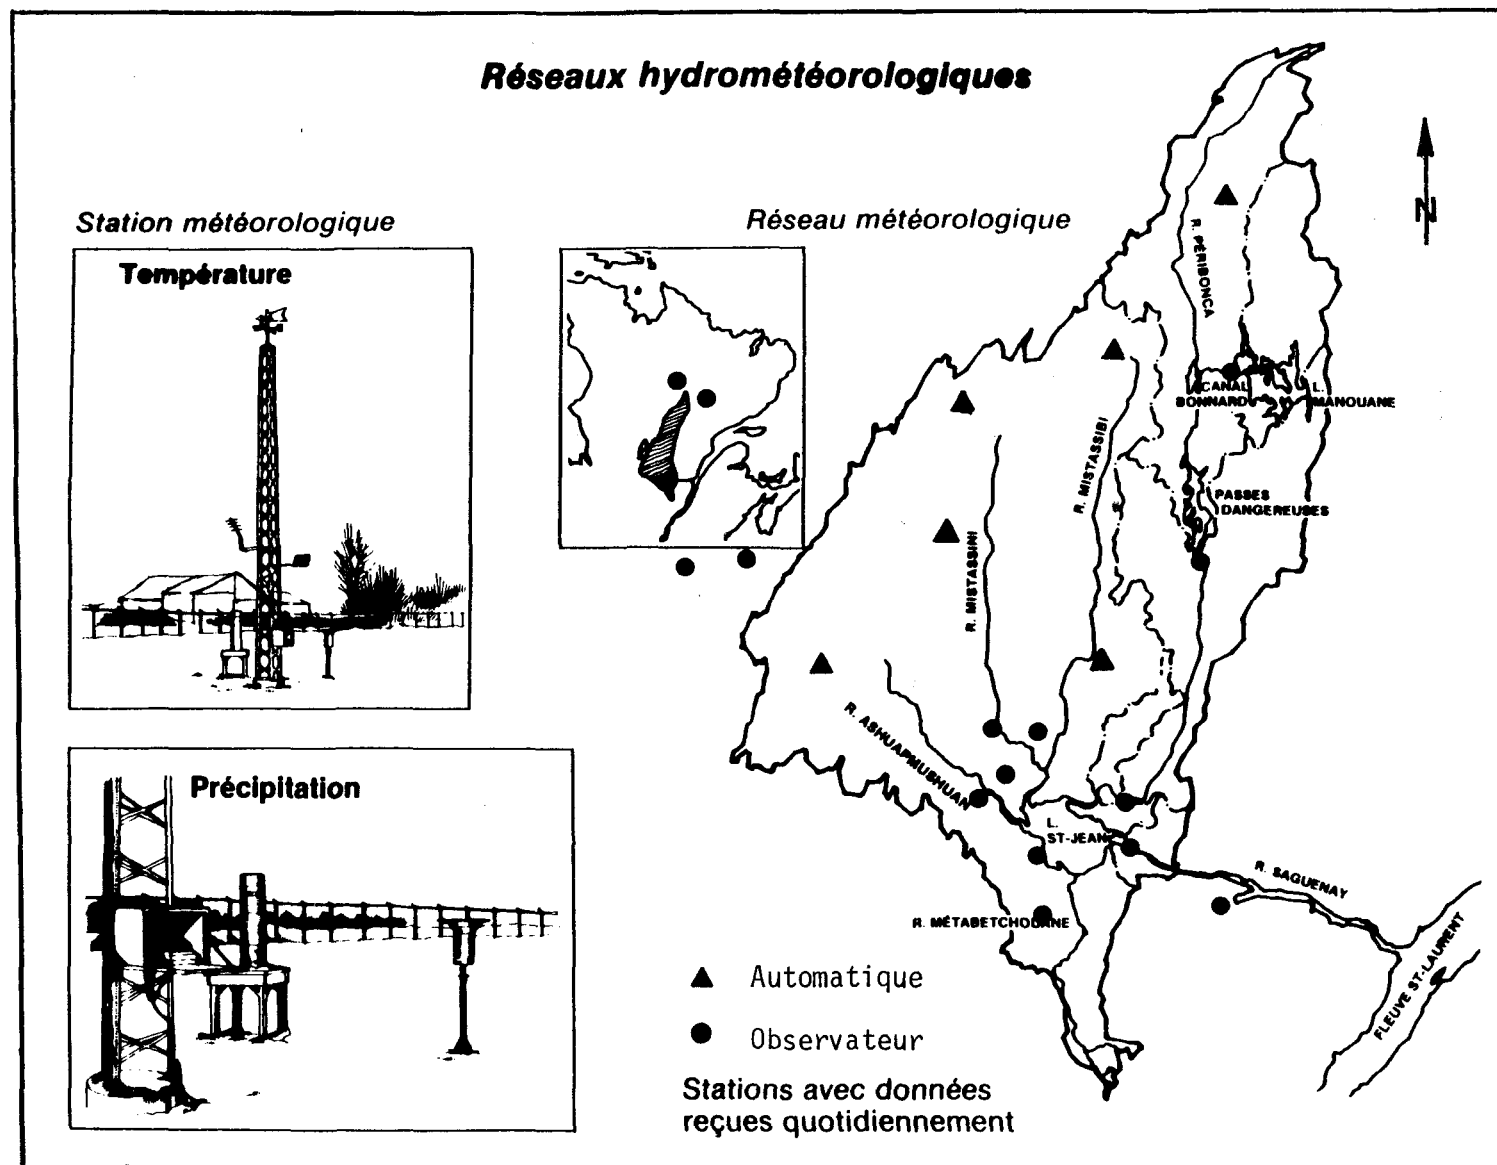 Réseaux hydrométéorologiques
Station météorologique
Réseau météorologique
Température
N
R. PÉRIBONCA
CANAL
BONNARD
L.
MANOUANE
R. MISTASSIBI
PASSES
DANGEREUSES
R. MISTASSINI
R. ASHUAPMUSHUAN
Précipitation
L.
ST-JEAN
R. SAGUENAY
R. MÉTABETCHOUANE
FLEUVE ST-LAURENT
Automatique
Observateur
Stations avec données
reçues quotidiennement